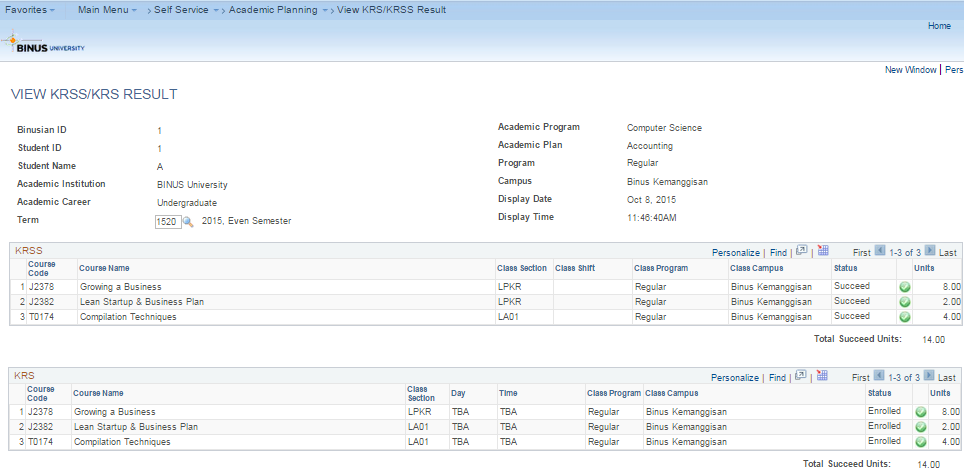 Favorites Main Menu > Self Service > Academic Planning > View KRS/KRSS Result
Home
BINUS UNIVERSITY
New Window | Pers
VIEW KRSS/KRS RESULT
Binusian ID 1
Student ID 1
Student Name A
Academic Institution BINUS University
Academic Career Undergraduate
Term 1520 2015, Even Semester
Academic Program Computer Science
Academic Plan Accounting
Program Regular
Campus Binus Kemanggisan
Display Date Oct 8, 2015
Display Time 11:46:40AM
KRSS Personalize | Find | | First 1-3 of 3 Last
Course Code Course Name Class Section Class Shift Class Program Class Campus Status Units
1 J2378 Growing a Business LPKR Regular Binus Kemanggisan Succeed 8.00
2 J2382 Lean Startup & Business Plan LPKR Regular Binus Kemanggisan Succeed 2.00
3 T0174 Compilation Techniques LA01 Regular Binus Kemanggisan Succeed 4.00
Total Succeed Units: 14.00
KRS Personalize | Find | | First 1-3 of 3 Last
Course Code Course Name Class Section Day Time Class Program Class Campus Status Units
1 J2378 Growing a Business LPKR TBA TBA Regular Binus Kemanggisan Enrolled 8.00
2 J2382 Lean Startup & Business Plan LA01 TBA TBA Regular Binus Kemanggisan Enrolled 2.00
3 T0174 Compilation Techniques LA01 TBA TBA Regular Binus Kemanggisan Enrolled 4.00
Total Succeed Units: 14.00